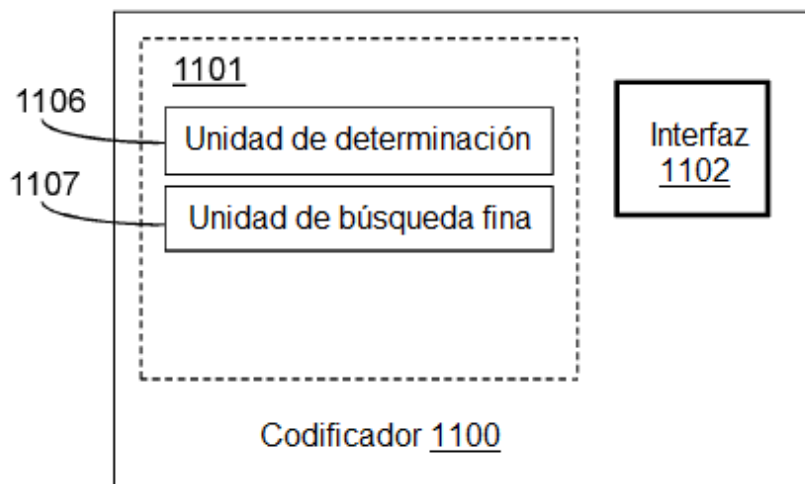 1101
1106
Unidad de determinación
1107
Unidad de búsqueda fina
Interfaz
1102
Codificador 1100